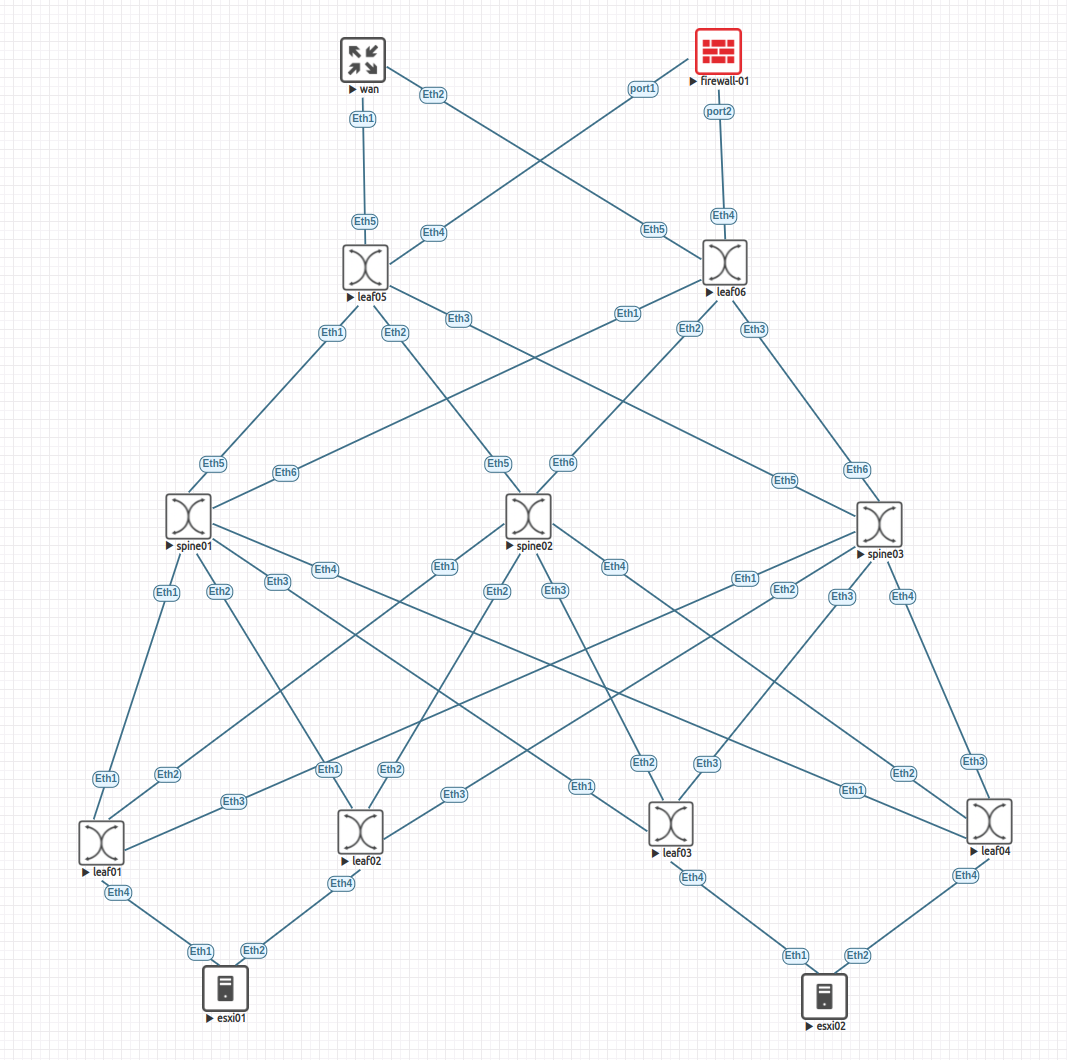 wan
firewall-01
Eth2
port1
Eth1
port2
Eth5
Eth4
Eth5
Eth4
leaf05
leaf06
Eth1
Eth2
Eth3
Eth1
Eth2
Eth3
Eth5
Eth6
Eth5
Eth6
Eth5
Eth6
spine01
spine02
spine03
Eth1
Eth2
Eth3
Eth4
Eth1
Eth2
Eth3
Eth4
Eth1
Eth2
Eth3
Eth4
Eth1
Eth2
Eth3
Eth1
Eth2
Eth3
Eth1
Eth2
Eth3
Eth1
Eth2
Eth3
leaf01
leaf02
leaf03
leaf04
Eth4
Eth4
Eth4
Eth4
Eth1
Eth2
Eth1
Eth2
esxi01
esxi02